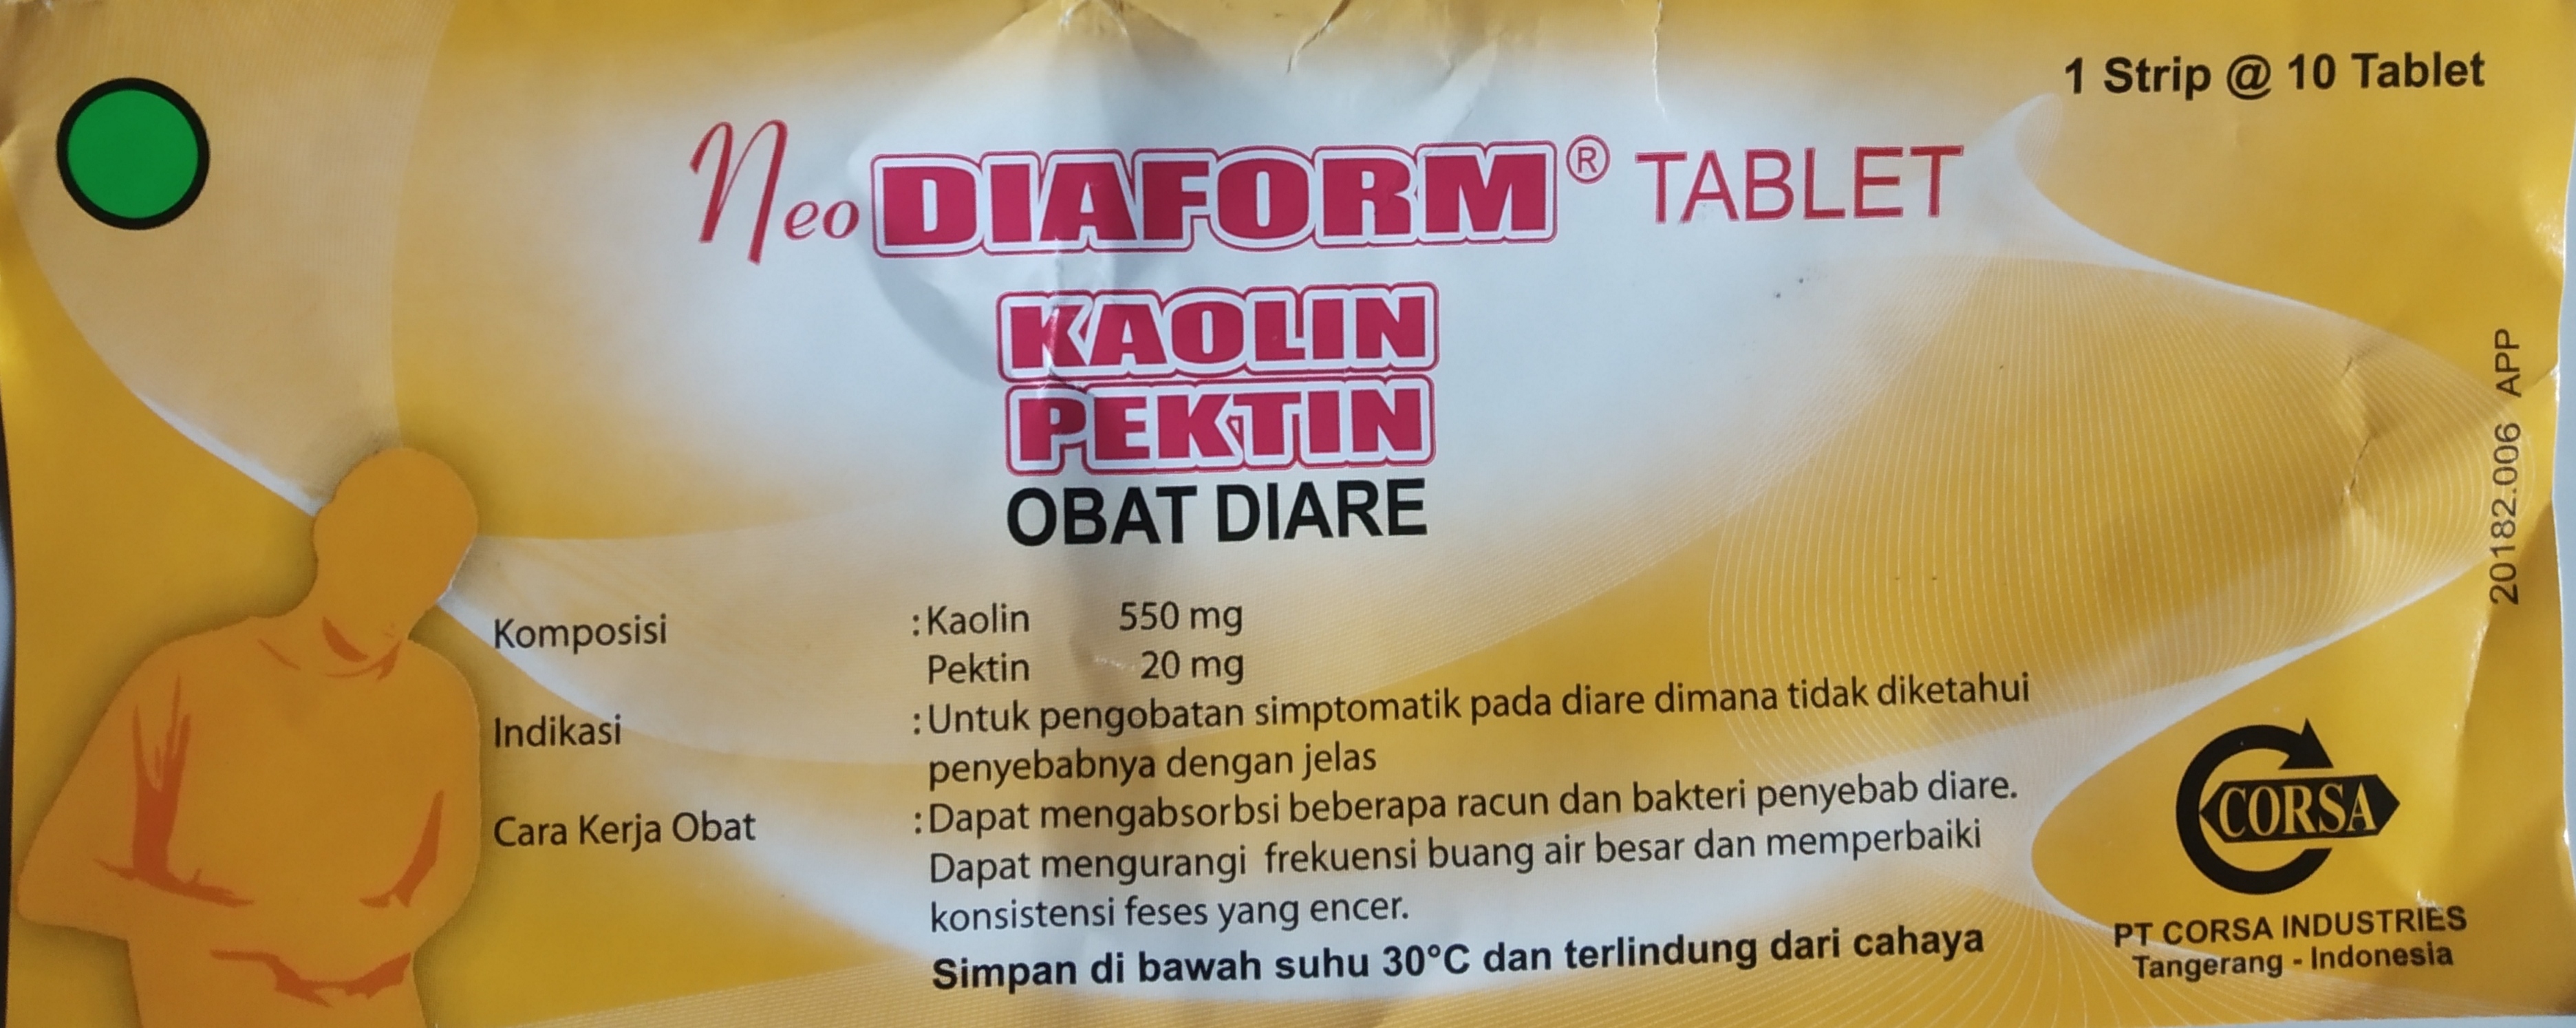 1 Strip @ 10 Tablet
Neo DIAFORM® TABLET
KAOLIN
PEKTIN
OBAT DIARE
Komposisi : Kaolin 550 mg
Pektin 20 mg
Indikasi : Untuk pengobatan simptomatik pada diare dimana tidak diketahui
penyebabnya dengan jelas
Cara Kerja Obat : Dapat mengabsorbsi beberapa racun dan bakteri penyebab diare.
Dapat mengurangi frekuensi buang air besar dan memperbaiki
konsistensi feses yang encer.
Simpan di bawah suhu 30°C dan terlindung dari cahaya
20182.006 APP
CORSA
PT CORSA INDUSTRIES
Tangerang - Indonesia